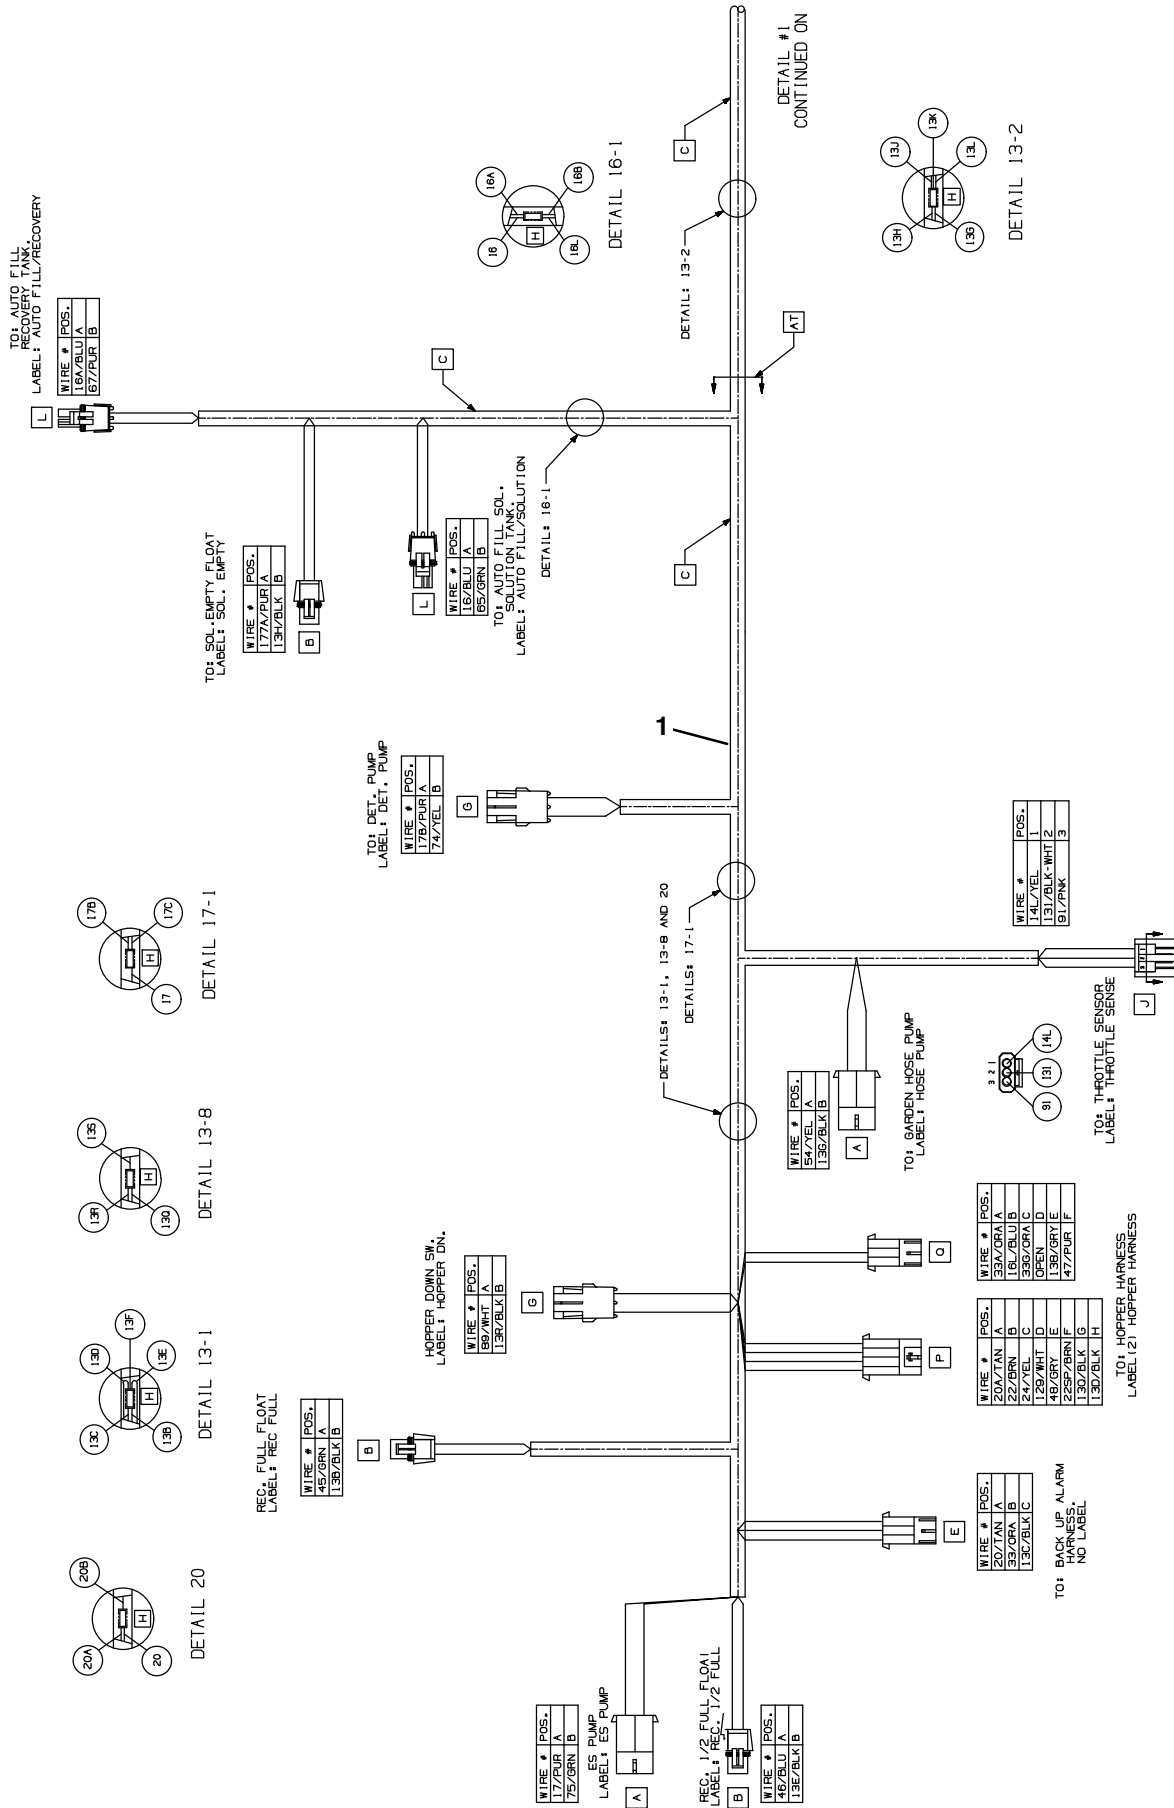 TO: AUTO FILL
RECOVERY TANK.
LABEL: AUTO FILL/RECOVERY
WIRE # POS.
16A/BLU A
67/PUR B
L
C
TO: SOL.EMPTY FLOAT
LABEL: SOL. EMPTY
WIRE # POS.
177A/PUR A
13H/BLK B
B
L
WIRE # POS.
16/BLU A
65/GRN B
TO: AUTO FILL SOL.
SOLUTION TANK.
LABEL: AUTO FILL/SOLUTION
DETAIL: 16-1
16A
16B
16
16L
H
DETAIL 16-1
C
DETAIL #1
CONTINUED ON
DETAIL: 13-2
AT
13J
13K
13L
13H
13G
H
DETAIL 13-2
C
1
TO: DET. PUMP
LABEL: DET. PUMP
WIRE # POS.
17B/PUR A
74/YEL B
G
17B
17C
17
H
DETAIL 17-1
DETAILS: 13-1, 13-8 AND 20
DETAILS: 17-1
WIRE # POS.
14L/YEL 1
131/BLK-WHT 2
91/PNK 3
J
3 2 1
TO: THROTTLE SENSOR
LABEL: THROTTLE SENSE
3 2 1
14L
131
91
WIRE # POS.
54/YEL A
13G/BLK B
A
TO: GARDEN HOSE PUMP
LABEL: HOSE PUMP
13S
13R
13Q
H
DETAIL 13-8
HOPPER DOWN SW.
LABEL: HOPPER DN.
WIRE # POS.
89/WHT A
13R/BLK B
G
Q
P
WIRE # POS.
33A/ORA A
16L/BLU B
33G/ORA C
OPEN D
138/GRY E
47/PUR F
WIRE # POS.
20A/TAN A
22/BRN B
24/YEL C
129/WHT D
48/GRY E
22SP/BRN F
13Q/BLK G
13D/BLK H
TO: HOPPER HARNESS
LABEL(2) HOPPER HARNESS
13D
13F
13E
13C
13B
H
DETAIL 13-1
REC. FULL FLOAT
LABEL: REC FULL
WIRE # POS.
45/GRN A
13B/BLK B
B
E
WIRE # POS.
20/TAN A
33/ORA B
13C/BLK C
TO: BACK UP ALARM
HARNESS.
NO LABEL
20B
20A
20
H
DETAIL 20
WIRE # POS.
17/PUR A
75/GRN B
ES PUMP
LABEL: ES PUMP
A
REC. 1/2 FULL FLOAT
LABEL: REC. 1/2 FULL
B
WIRE # POS.
46/BLU A
13E/BLK B